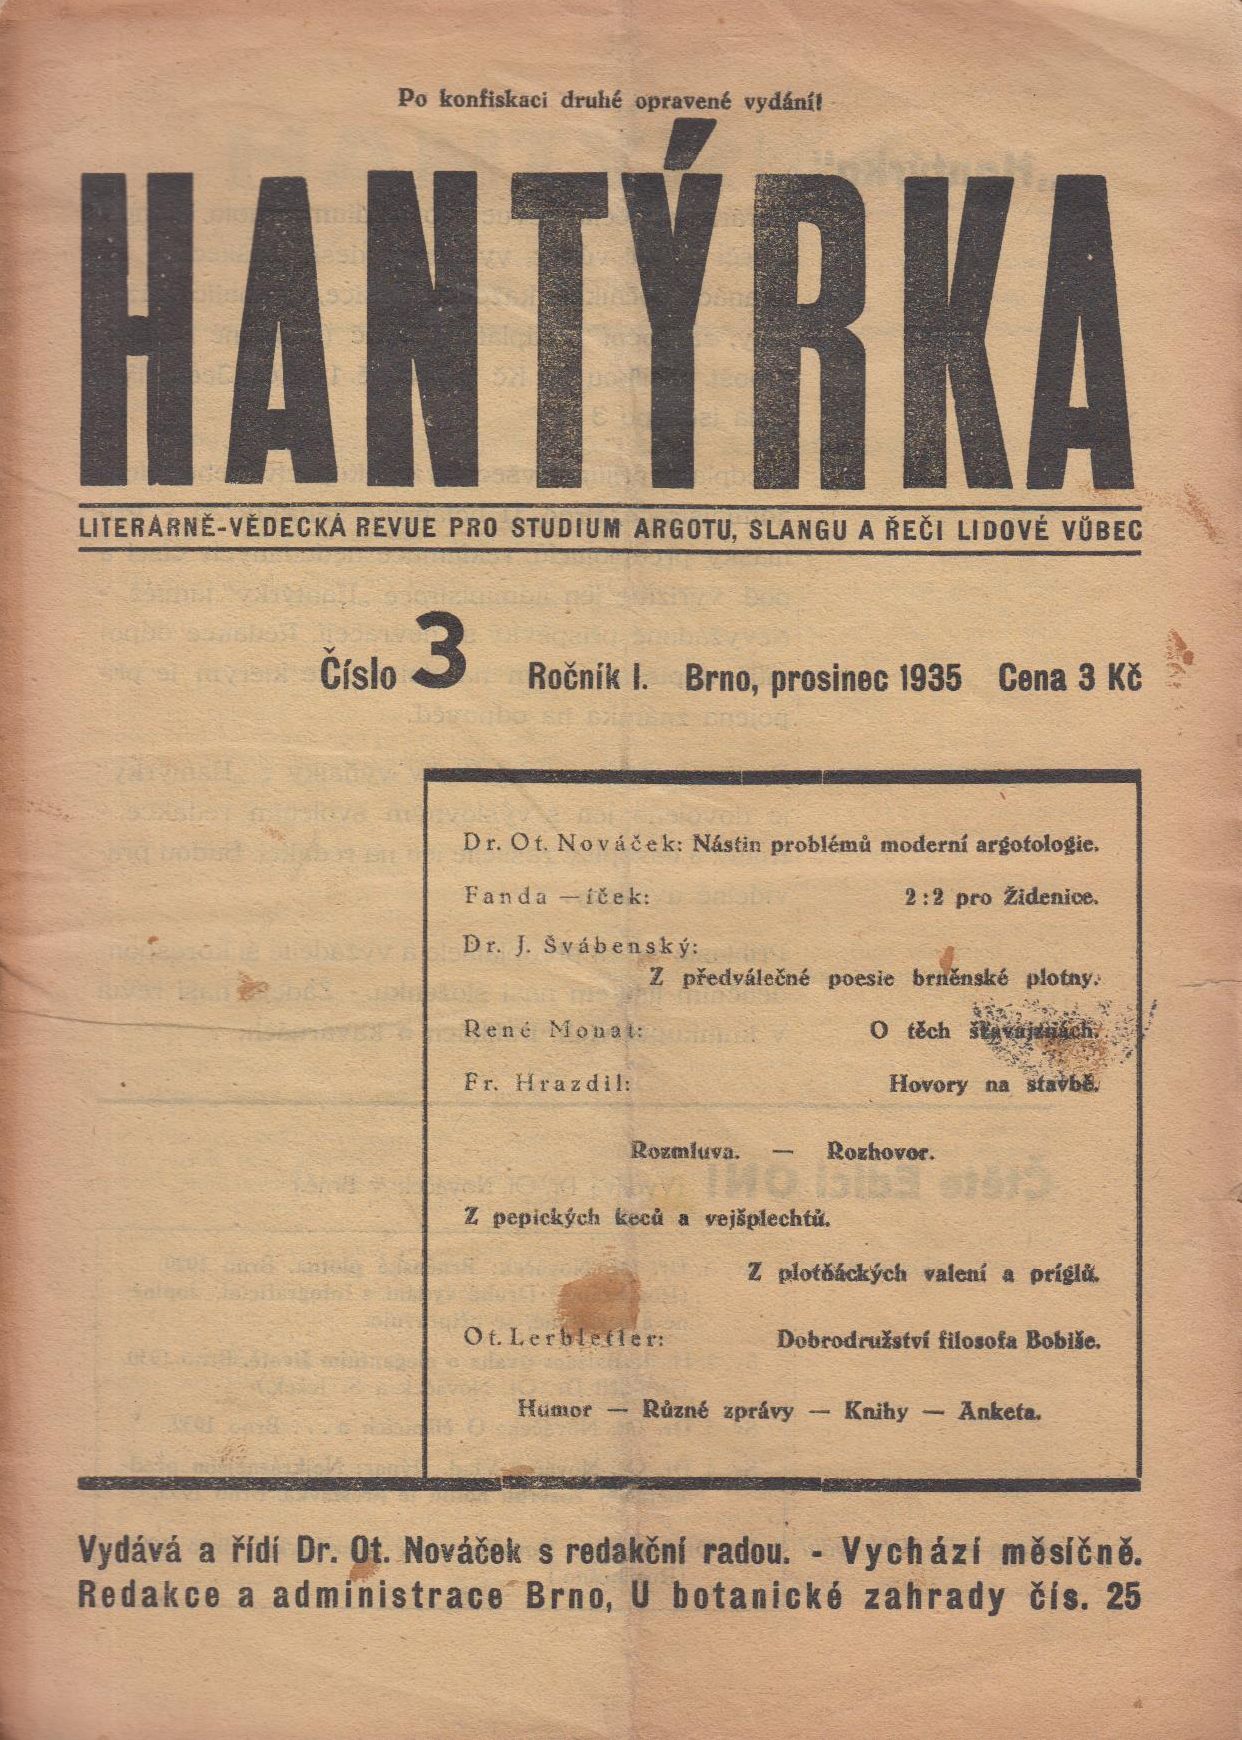 Po konfiskaci druhé opravené vydání!
HANTÝRKA
LITERÁRNĚ-VĚDECKÁ REVUE PRO STUDIUM ARGOTU, SLANGU A ŘEČI LIDOVÉ VŮBEC
Číslo 3 Ročník I. Brno, prosinec 1935 Cena 3 Kč
Dr. Ot. Nováček: Nástin problémů moderní argotologie.
Fanda — íček: 2:2 pro Židenice.
Dr. J. Švábenský:
Z předválečné poesie brněnské plotny.
René Monat: O těch štavajznách.
Fr. Hrazdil: Hovory na stavbě.
Rozmluva. — Rozhovor.
Z pepických keců a vejšplechtů.
Z plotňáckých valení a príglů.
Ot. Lerbletler: Dobrodružství filosofa Bobiše.
Humor — Různé zprávy — Knihy — Anketa.
Vydává a řídí Dr. Ot. Nováček s redakční radou. - Vychází měsíčně.
Redakce a administrace Brno, U botanické zahrady čís. 25